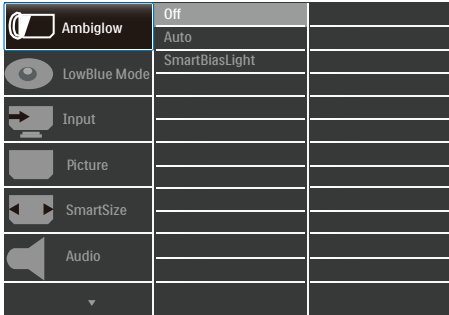 Ambiglow
Off
Auto
SmartBiasLight
LowBlue Mode
Input
Picture
SmartSize
Audio